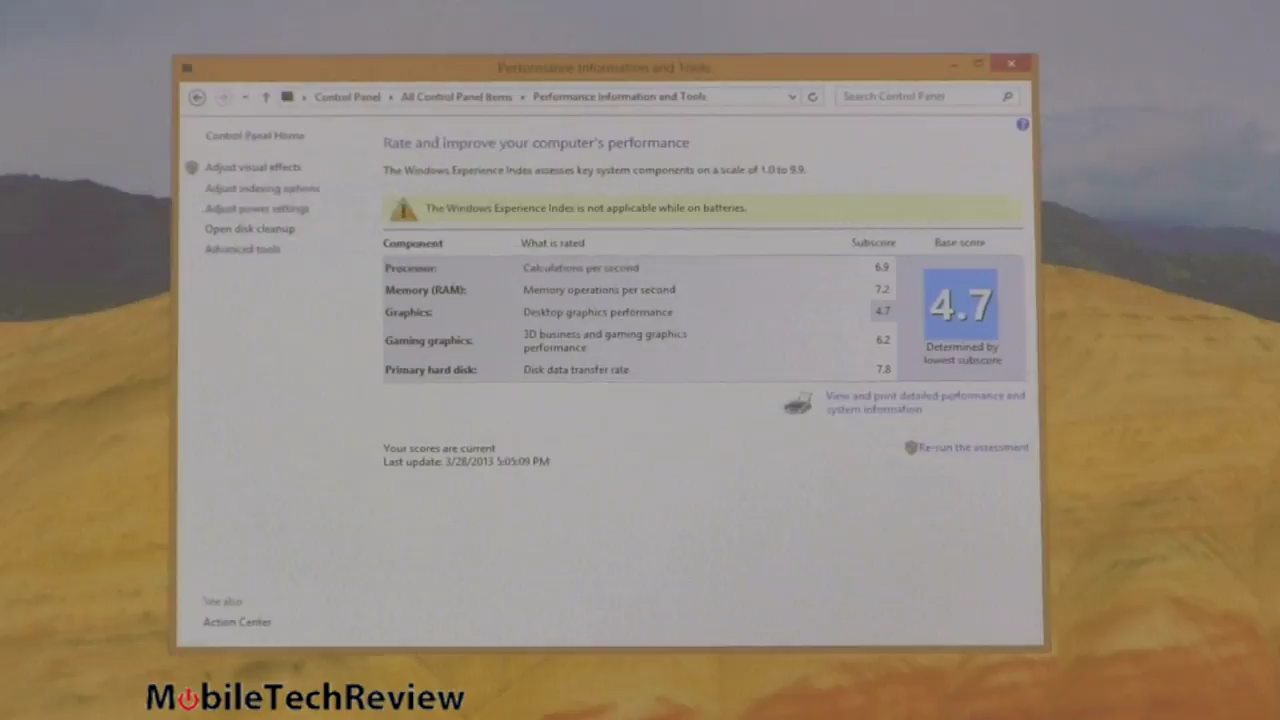 Performance Information and Tools
Control Panel All Control Panel Items Performance Information and Tools Search Control Panel
Control Panel Home
Adjust visual effects
Adjust indexing options
Adjust power settings
Open disk cleanup
Advanced tools
Rate and improve your computer's performance
The Windows Experience Index assesses key system components on a scale of 1.0 to 9.9.
The Windows Experience Index is not applicable while on batteries.
Component What is rated Subscore Base score
Processor: Calculations per second 6.9
Memory (RAM): Memory operations per second 7.2
Graphics: Desktop graphics performance 4.7
Gaming graphics: 3D business and gaming graphics performance 6.2
Primary hard disk: Disk data transfer rate 7.8
4.7
Determined by
lowest subscore
View and print detailed performance and
system information
Your scores are current
Last update: 3/28/2013 5:05:09 PM
Re-run the assessment
See also
Action Center
MobileTechReview